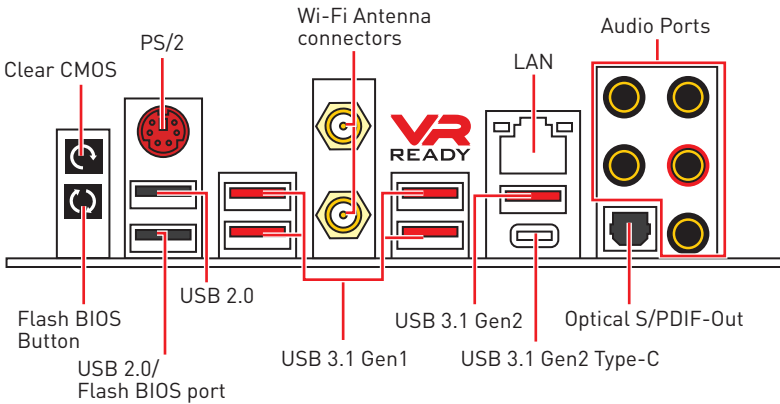 Wi-Fi Antenna
connectors
Audio Ports
PS/2
Clear CMOS
LAN
VR
READY
USB 2.0
Flash BIOS
Button
USB 3.1 Gen2
Optical S/PDIF-Out
USB 2.0/
Flash BIOS port
USB 3.1 Gen1
USB 3.1 Gen2 Type-C